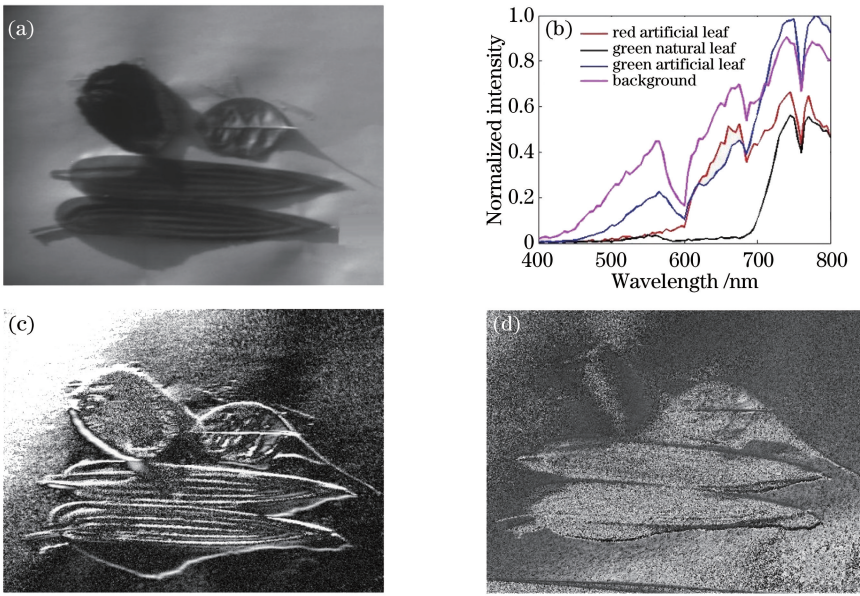 (a)
(b)
red artificial leaf
green natural leaf
green artificial leaf
background
Normalized intensity
1.0
0.8
0.6
0.4
0.2
0
400 500 600 700 800
Wavelength /nm
(c)
(d)